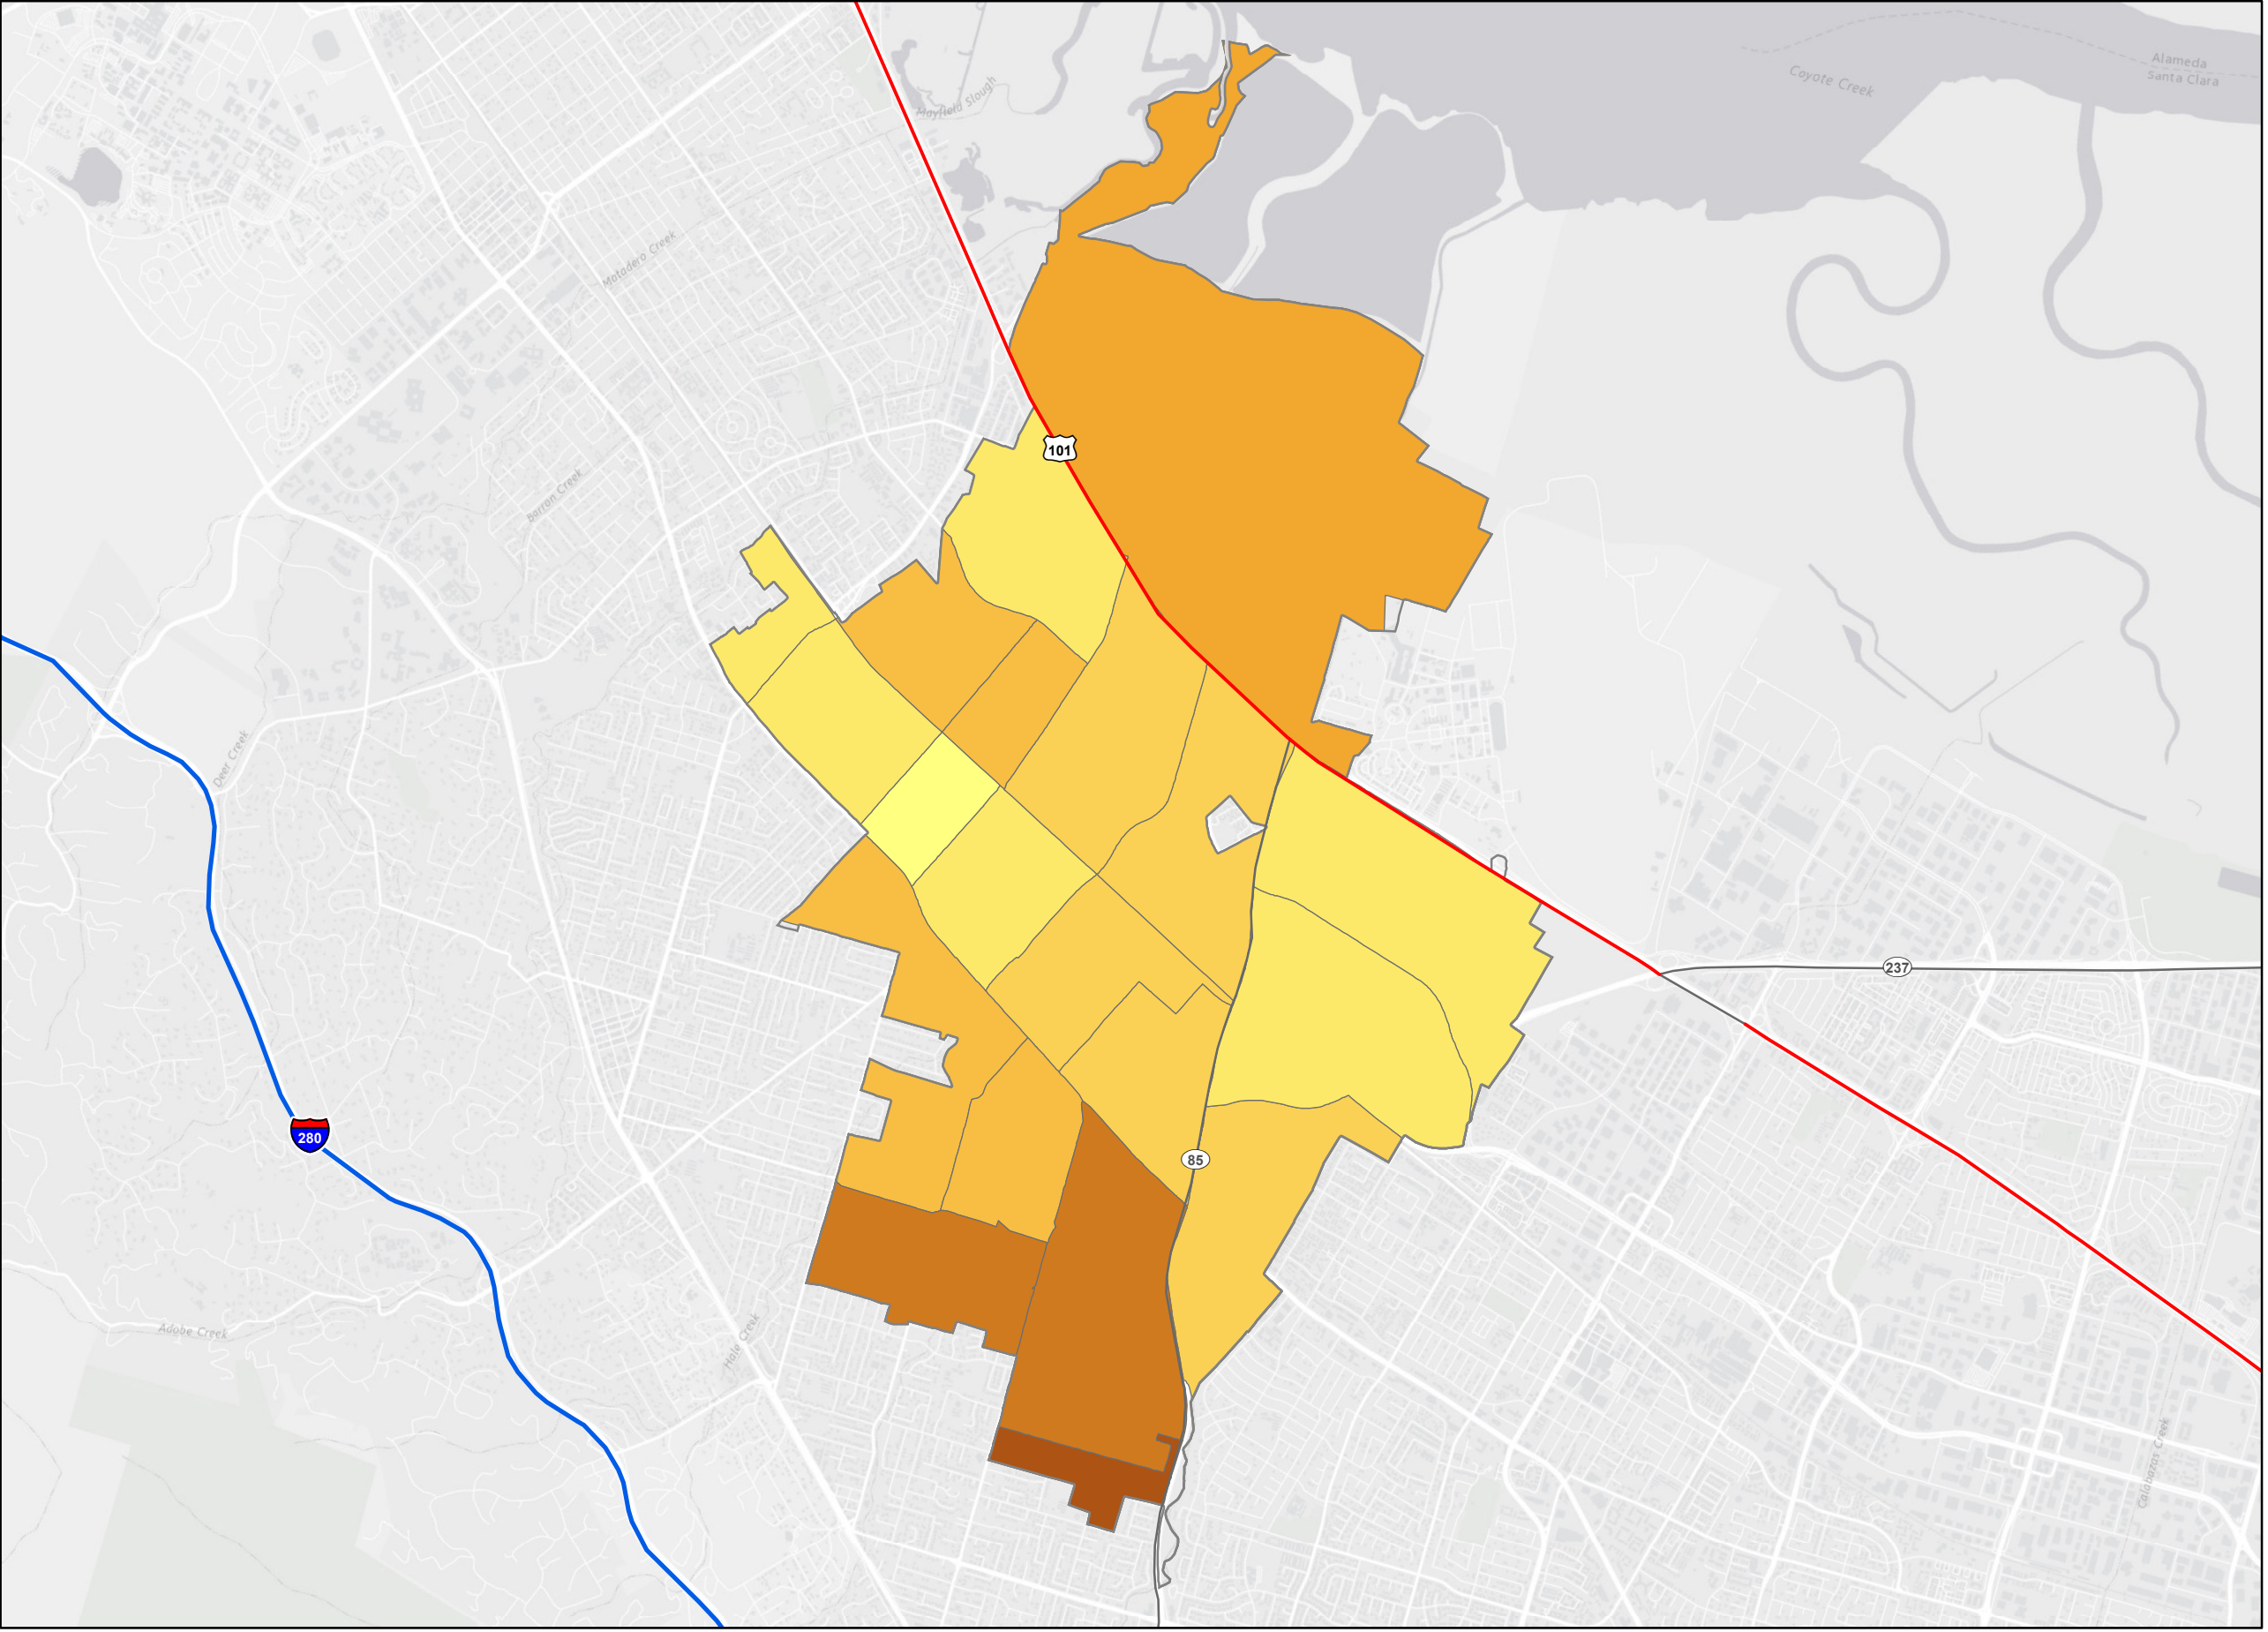 Alameda
Santa Clara
Coyote Creek
Mayfield Slough
Matadero Creek
101
Barron Creek
Deer Creek
237
280
85
Adobe Creek
Hale Creek
Calabazas Creek